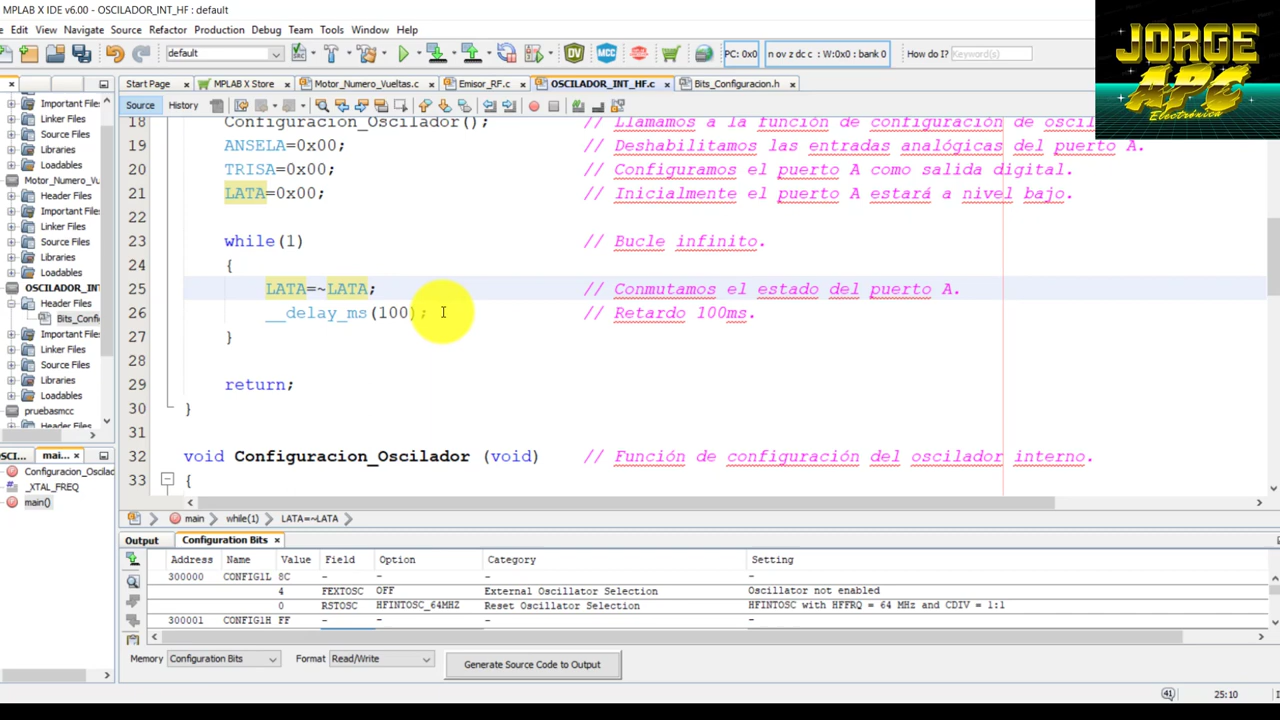 MPLAB X IDE v6.00 - OSCILADOR_INT_HF : default
Edit View Navigate Source Refactor Production Debug Team Tools Window Help
JORGE
APC
Electrónica
default
DV
MCC
PC: 0x0
n ov z dc c : W:0x0 : bank 0
How do I?
Keyword(s)
Start Page
MPLAB X Store
Motor_Numero_Vueltas.c
Emisor_RF.c
OSCILADOR_INT_HF.c
Bits_Configuracion.h
Source History
Important File
Linker Files
Source Files
Libraries
Loadables
Motor_Numero_Vu
Header Files
Important File
Linker Files
Source Files
Libraries
Loadables
OSCILADOR_IN
Header Files
Bits_Confi
Important File
Linker Files
Source Files
Libraries
Loadables
pruebasmcc
Header Files
18 Configuracion_Oscilador(); // Llamamos a la función de configuración de oscil
19 ANSELA=0x00; // Deshabilitamos las entradas analógicas del puerto A.
20 TRISA=0x00; // Configuramos el puerto A como salida digital.
21 LATA=0x00; // Inicialmente el puerto A estará a nivel bajo.
22
23 while(1) // Bucle infinito.
24 {
25 LATA=~LATA; // Conmutamos el estado del puerto A.
26 __delay_ms(100); // Retardo 100ms.
27 }
28
29 return;
30 }
31
32 void Configuracion_Oscilador (void) // Función de configuración del oscilador interno.
33 {
OSCI... mai...
Configuracion_Oscilad
_XTAL_FREQ
main()
main while(1) LATA=~LATA
Output Configuration Bits
Address Name Value Field Option Category Setting
300000 CONFIG1L 8C - - - -
4 FEXTOSC OFF External Oscillator Selection Oscillator not enabled
0 RSTOSC HFINTOSC_64MHZ Reset Oscillator Selection HFINTOSC with HFFRQ = 64 MHz and CDIV = 1:1
300001 CONFIG1H FF - - - -
Memory Configuration Bits Format Read/Write Generate Source Code to Output
41 25:10